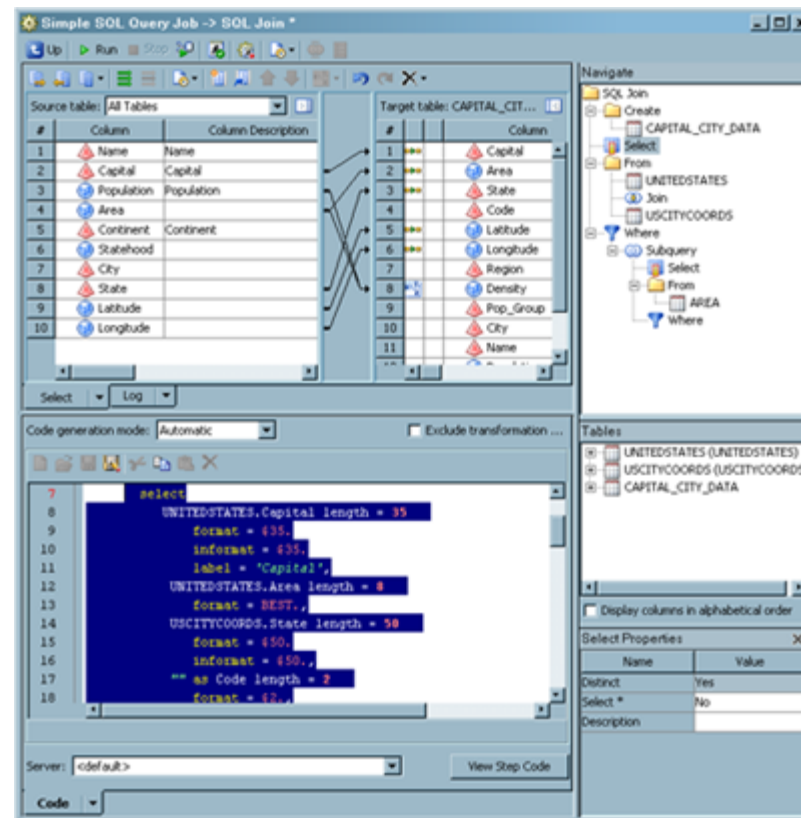 Simple SQL Query Job -> SQL Join *
Up Run Stop
Source table: All Tables
# Column Column Description
1 Name Name
2 Capital Capital
3 Population Population
4 Area
5 Continent Continent
6 Statehood
7 City
8 State
9 Latitude
10 Longitude
Target table: CAPITAL_CIT...
# Column
1 Capital
2 Area
3 State
4 Code
5 Latitude
6 Longitude
7 Region
8 Density
9 Pop_Group
10 City
11 Name
Select Log
Navigate
SQL Join
Create
CAPITAL_CITY_DATA
Select
From
UNITEDSTATES
Join
USCITYCOORDS
Where
Subquery
Select
From
AREA
Where
Code generation mode: Automatic Exclude transformation ...
7 select
8 UNITEDSTATES.Capital length = 35
9 format = $35.
10 informat = $35.
11 label = 'Capital',
12 UNITEDSTATES.Area length = 8
13 format = BEST.,
14 USCITYCOORDS.State length = 50
15 format = $50.
16 informat = $50.,
17 "" as Code length = 2
18 format = $2.,
Server: <default> View Step Code
Code
Tables
UNITEDSTATES (UNITEDSTATES)
USCITYCOORDS (USCITYCOORDS
CAPITAL_CITY_DATA
Display columns in alphabetical order
Select Properties
Name Value
Distinct Yes
Select * No
Description